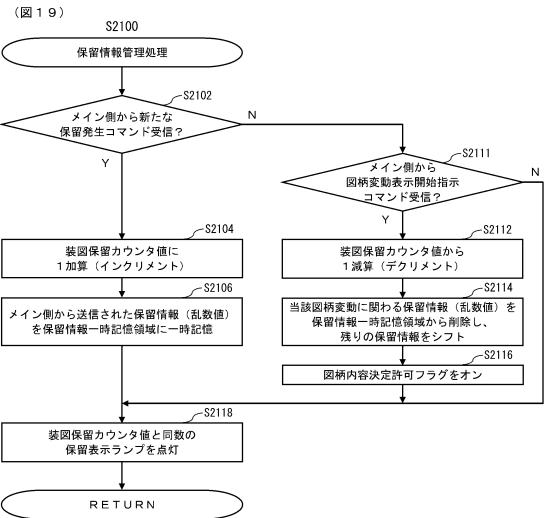 （図１９）
S2100
保留情報管理処理
S2102
メイン側から新たな
保留発生コマンド受信？
N
Y
S2111
メイン側から
図柄変動表示開始指示
コマンド受信？
N
Y
S2104
装図保留カウンタ値に
１加算（インクリメント）
S2112
装図保留カウンタ値から
１減算（デクリメント）
S2106
メイン側から送信された保留情報（乱数値）
を保留情報一時記憶領域に一時記憶
S2114
当該図柄変動に関わる保留情報（乱数値）を
保留情報一時記憶領域から削除し、
残りの保留情報をシフト
S2116
図柄内容決定許可フラグをオン
S2118
装図保留カウンタ値と同数の
保留表示ランプを点灯
ＲＥＴＵＲＮ